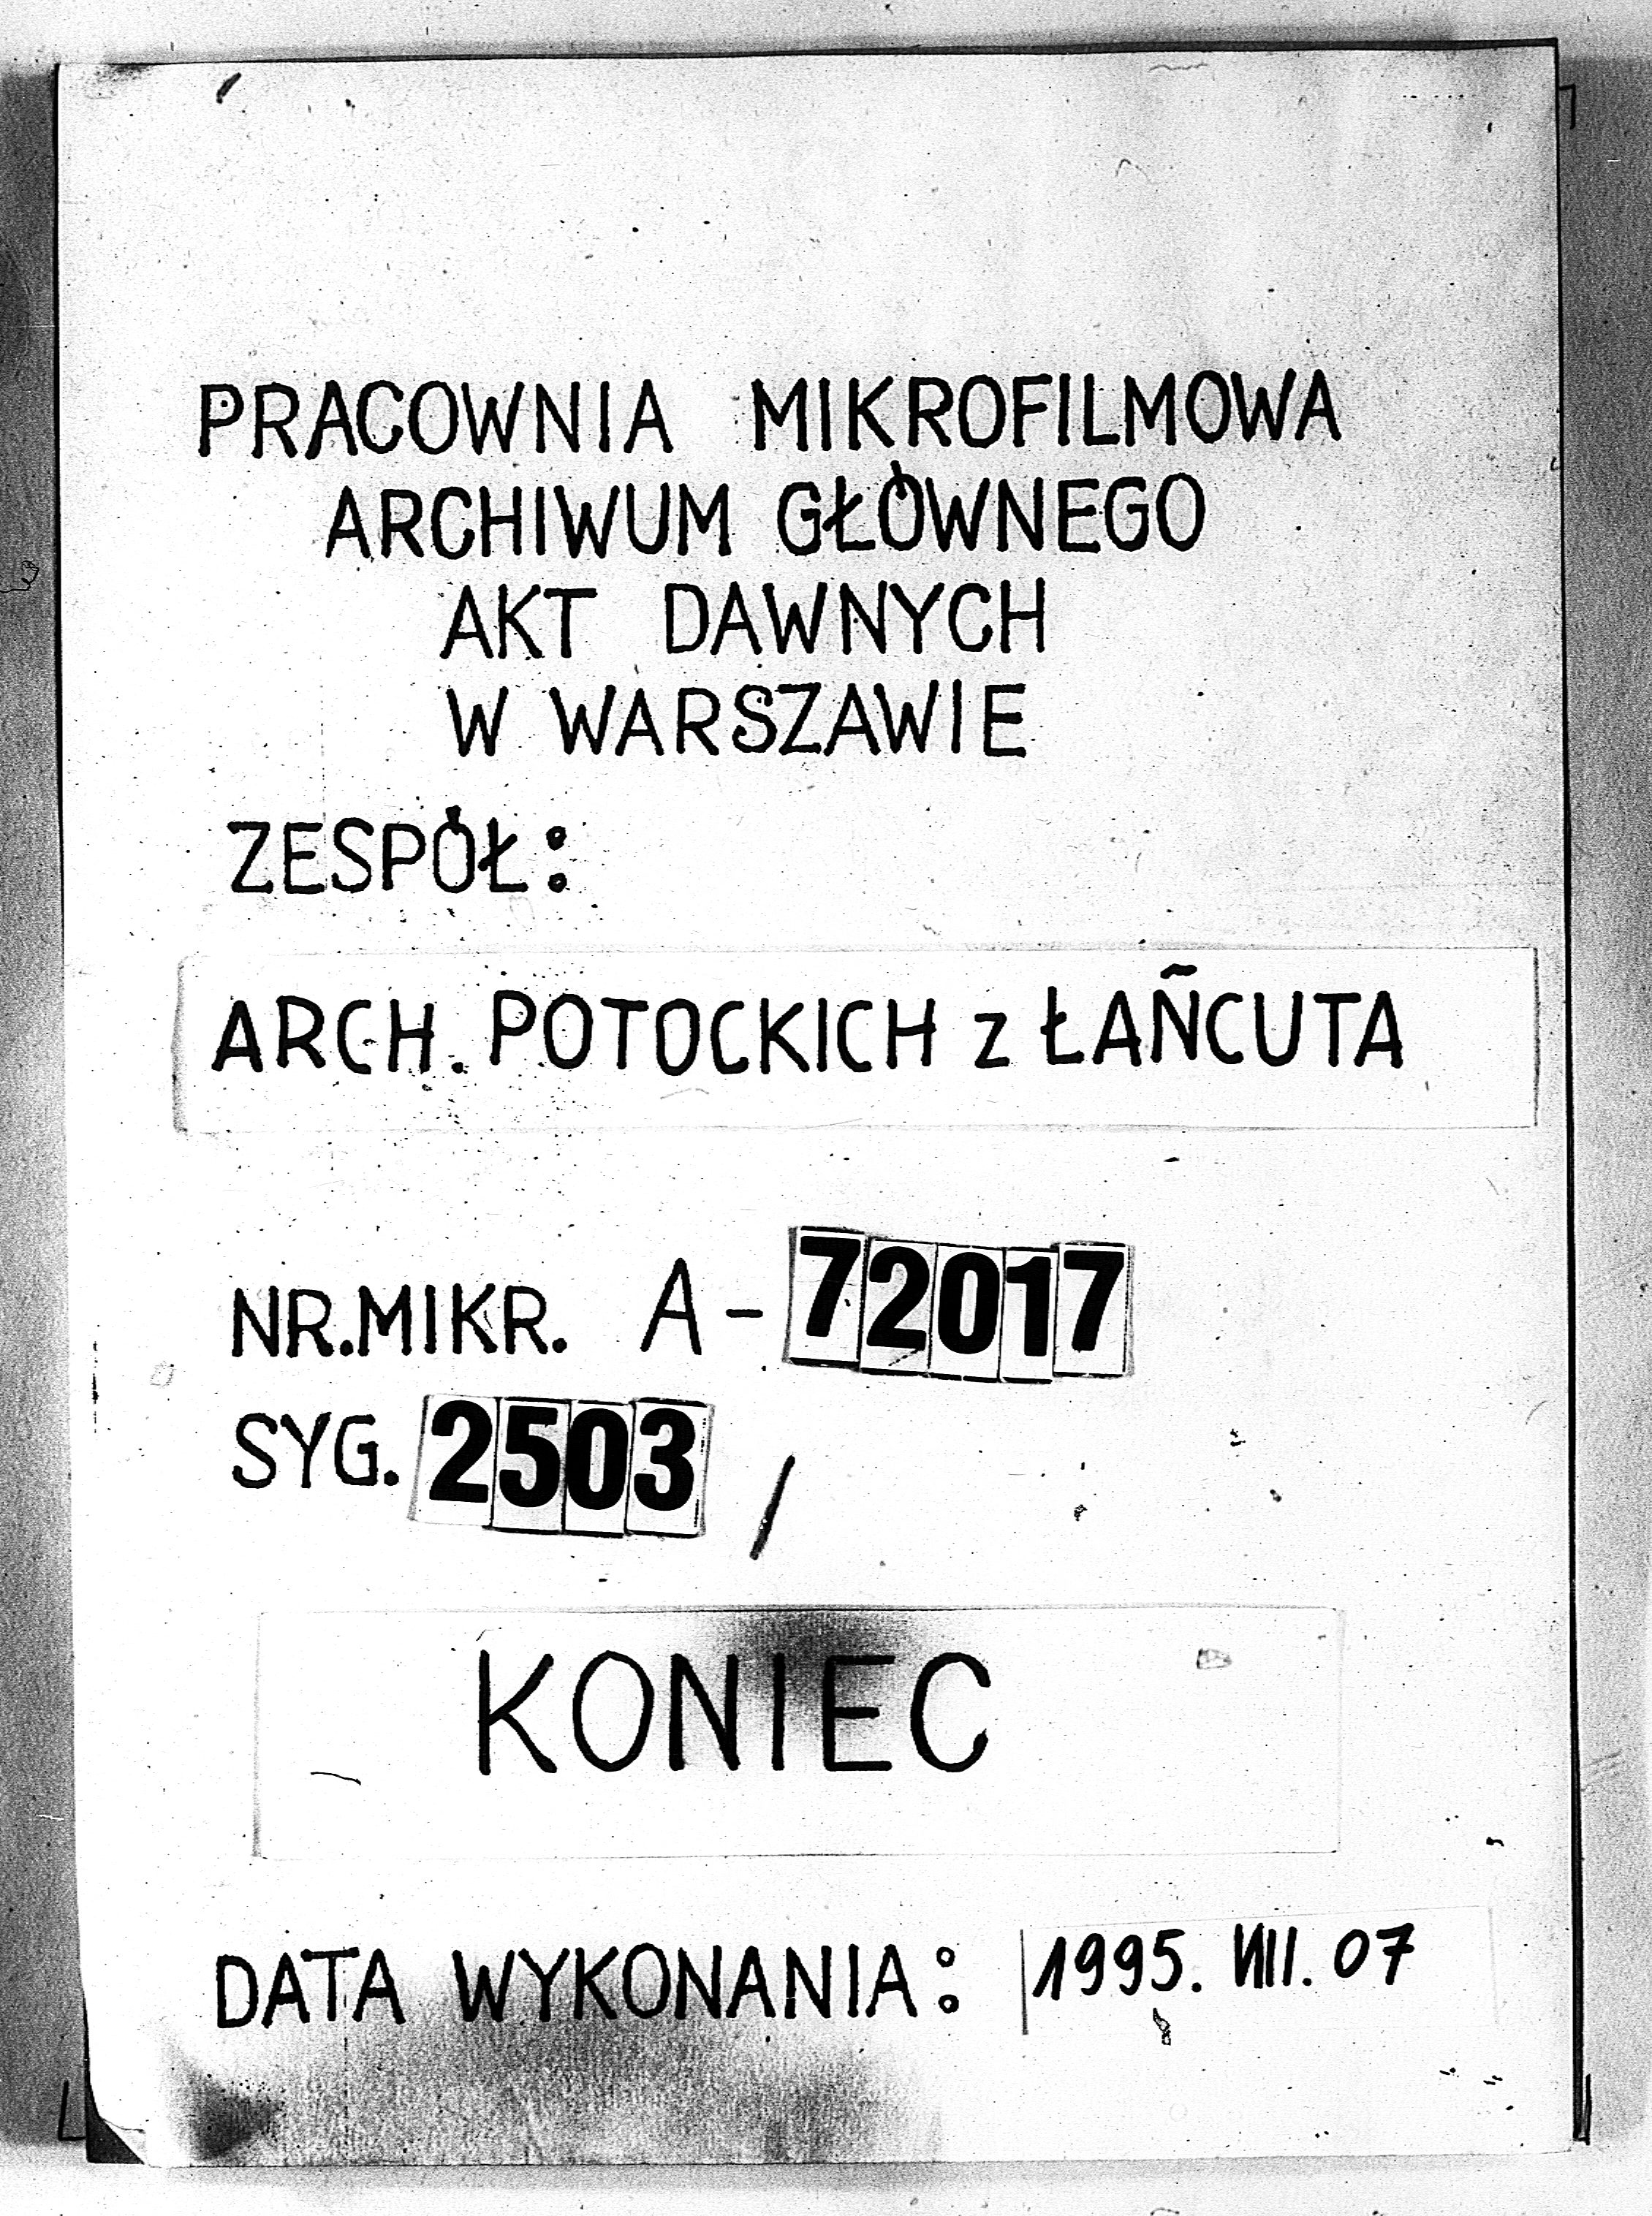 PRACOWNIA MIKROFILMOWA
ARCHIWUM GŁÓWNEGO
AKT DAWNYCH
W WARSZAWIE
ZESPÓŁ:
ARCH. POTOCKICH z ŁAŃCUTA
NR.MIKR. A-72017
SYG. 2503 /
KONIEC
DATA WYKONANIA: 1995. VIII. 07